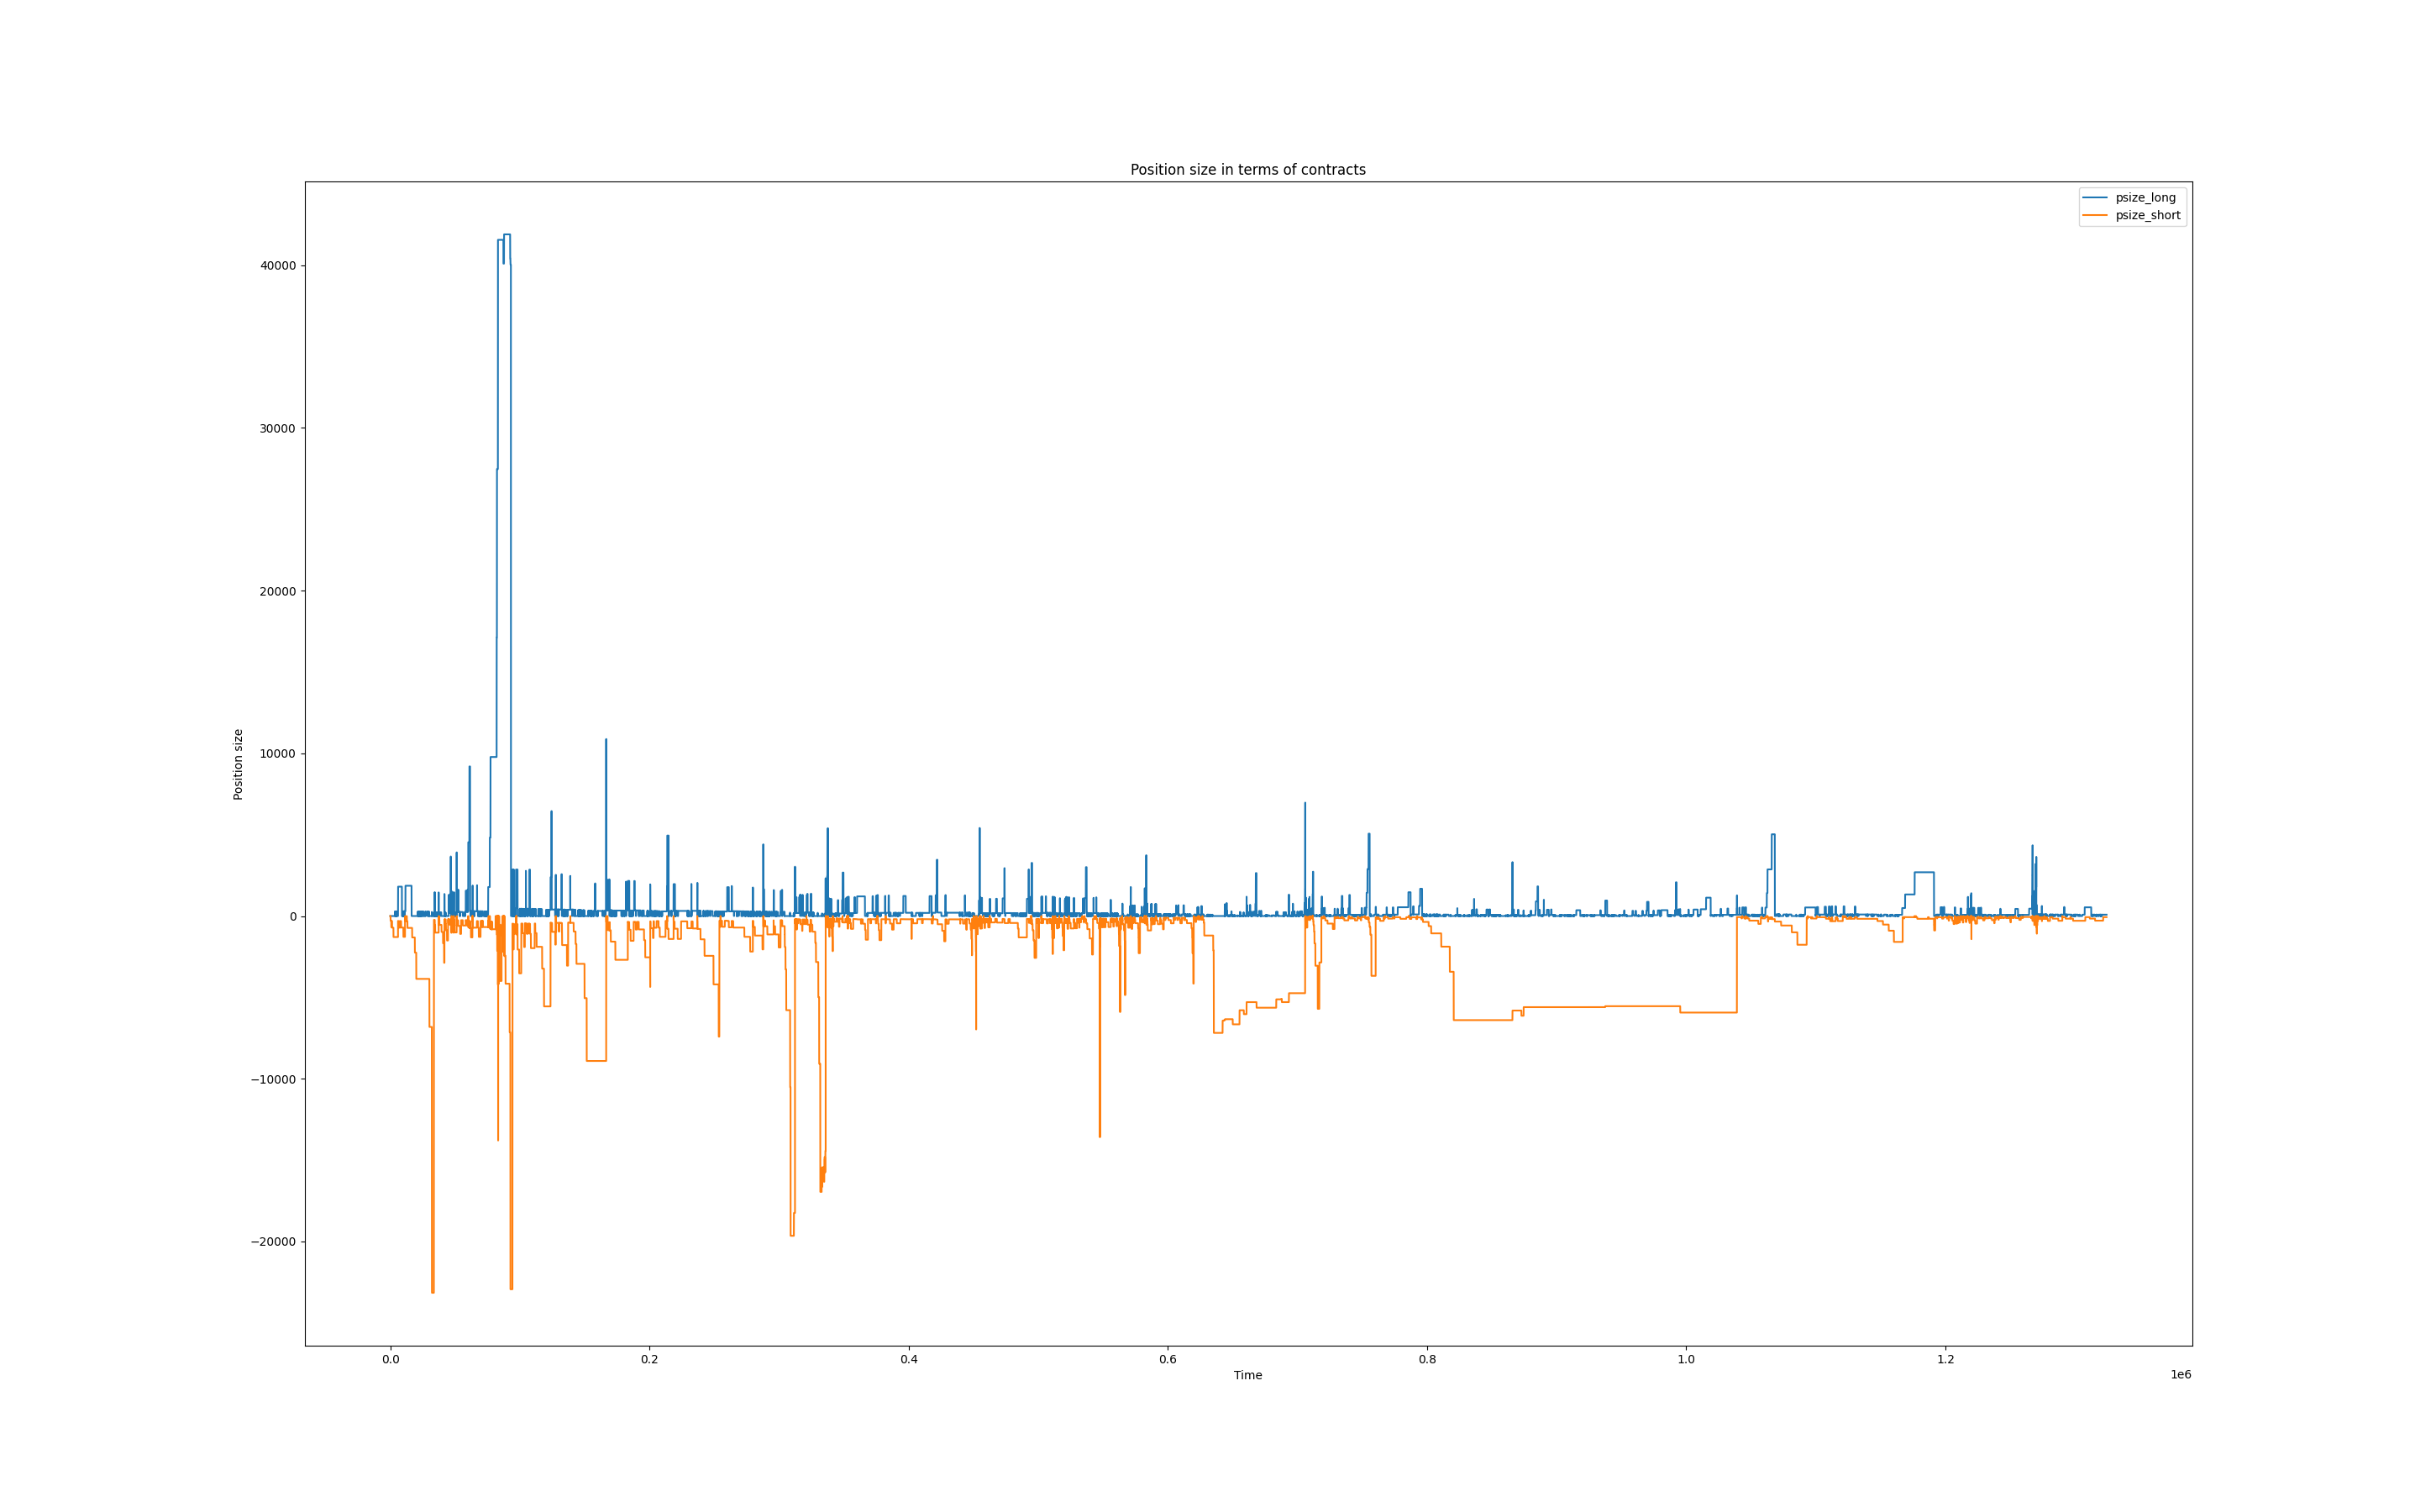 Position size in terms of contracts
psize_long
psize_short
Position size
40000
30000
20000
10000
0
−10000
−20000
0.0 0.2 0.4 0.6 0.8 1.0 1.2
Time
1e6